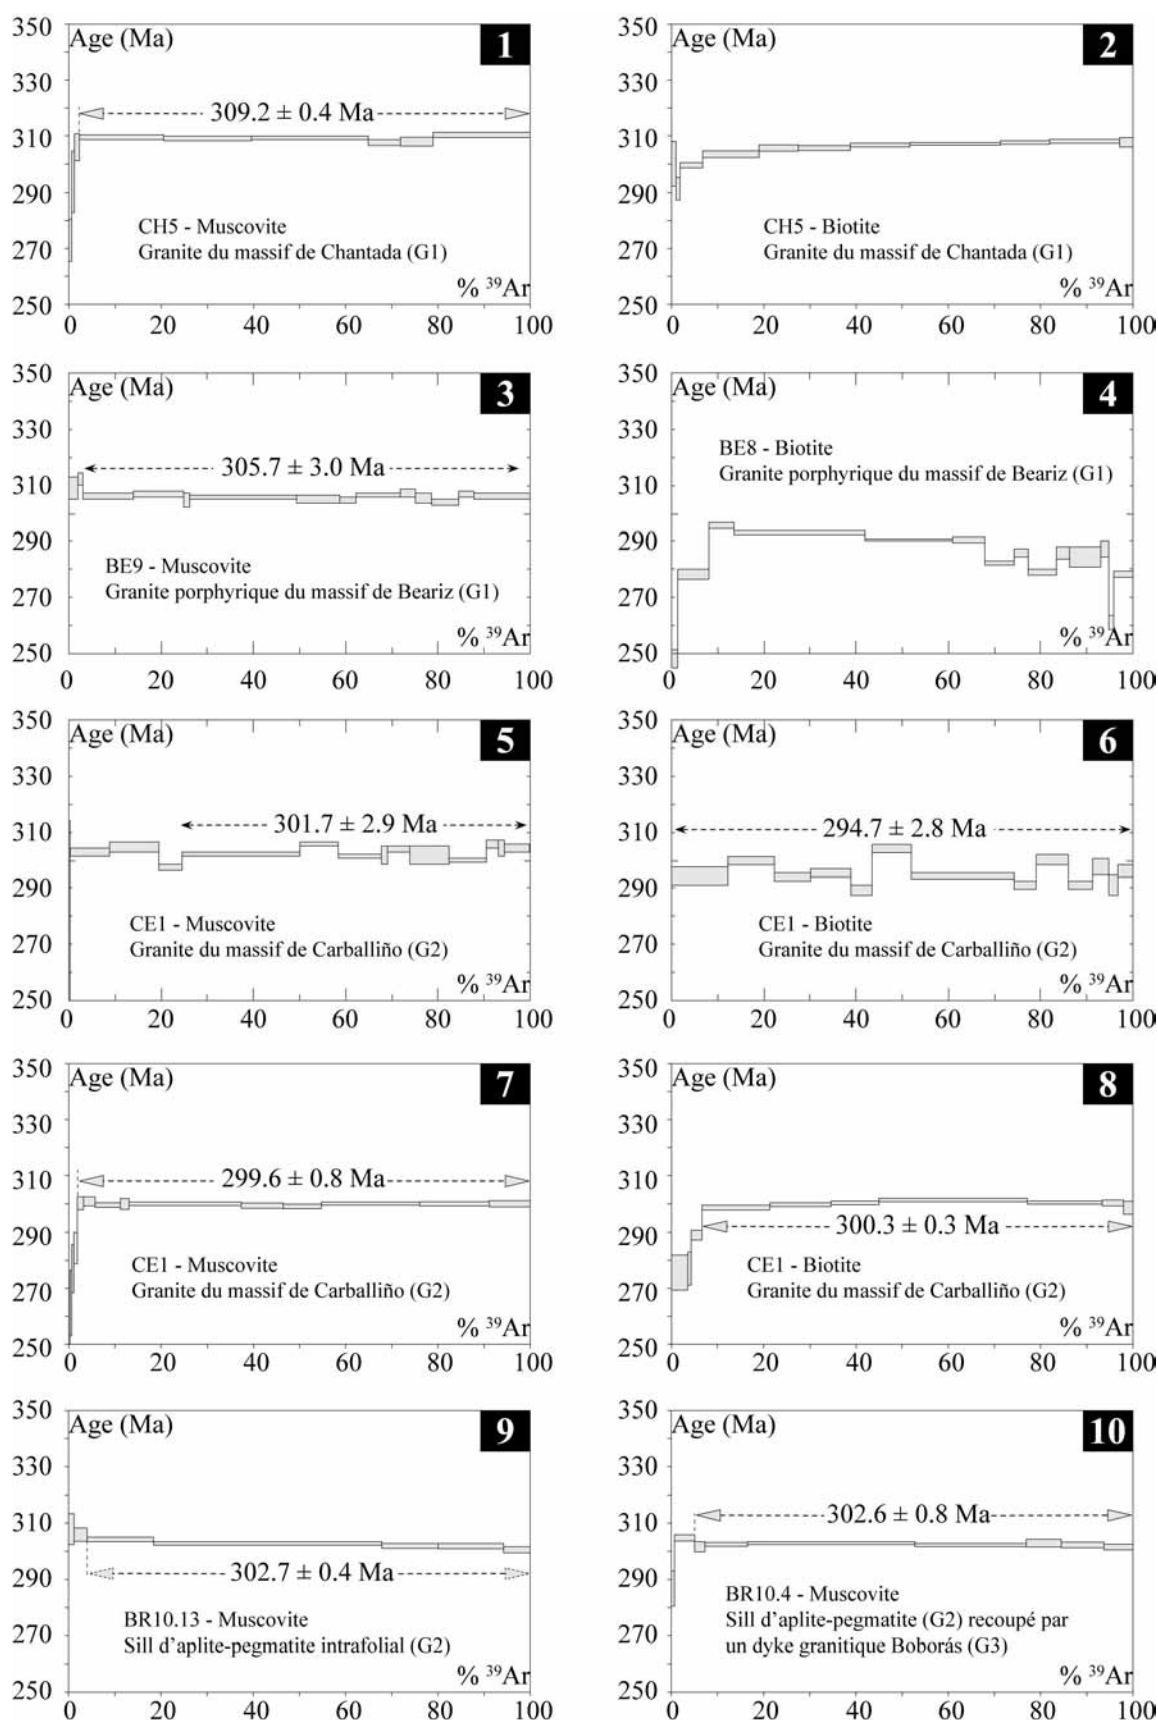 Age (Ma)
1
350
330
310
290
270
250
309.2 ± 0.4 Ma
CH5 - Muscovite
Granite du massif de Chantada (G1)
% ³⁹Ar
0 20 40 60 80 100
Age (Ma)
2
350
330
310
290
270
250
CH5 - Biotite
Granite du massif de Chantada (G1)
% ³⁹Ar
0 20 40 60 80 100
Age (Ma)
3
350
330
310
290
270
250
305.7 ± 3.0 Ma
BE9 - Muscovite
Granite porphyrique du massif de Beariz (G1)
% ³⁹Ar
0 20 40 60 80 100
Age (Ma)
4
350
330
310
290
270
250
BE8 - Biotite
Granite porphyrique du massif de Beariz (G1)
% ³⁹Ar
0 20 40 60 80 100
Age (Ma)
5
350
330
310
290
270
250
301.7 ± 2.9 Ma
CE1 - Muscovite
Granite du massif de Carballiño (G2)
% ³⁹Ar
0 20 40 60 80 100
Age (Ma)
6
350
330
310
290
270
250
294.7 ± 2.8 Ma
CE1 - Biotite
Granite du massif de Carballiño (G2)
% ³⁹Ar
0 20 40 60 80 100
Age (Ma)
7
350
330
310
290
270
250
299.6 ± 0.8 Ma
CE1 - Muscovite
Granite du massif de Carballiño (G2)
% ³⁹Ar
0 20 40 60 80 100
Age (Ma)
8
350
330
310
290
270
250
300.3 ± 0.3 Ma
CE1 - Biotite
Granite du massif de Carballiño (G2)
% ³⁹Ar
0 20 40 60 80 100
Age (Ma)
9
350
330
310
290
270
250
302.7 ± 0.4 Ma
BR10.13 - Muscovite
Sill d'aplite-pegmatite intrafolial (G2)
% ³⁹Ar
0 20 40 60 80 100
Age (Ma)
10
350
330
310
290
270
250
302.6 ± 0.8 Ma
BR10.4 - Muscovite
Sill d'aplite-pegmatite (G2) recoupé par
un dyke granitique Boborás (G3)
% ³⁹Ar
0 20 40 60 80 100